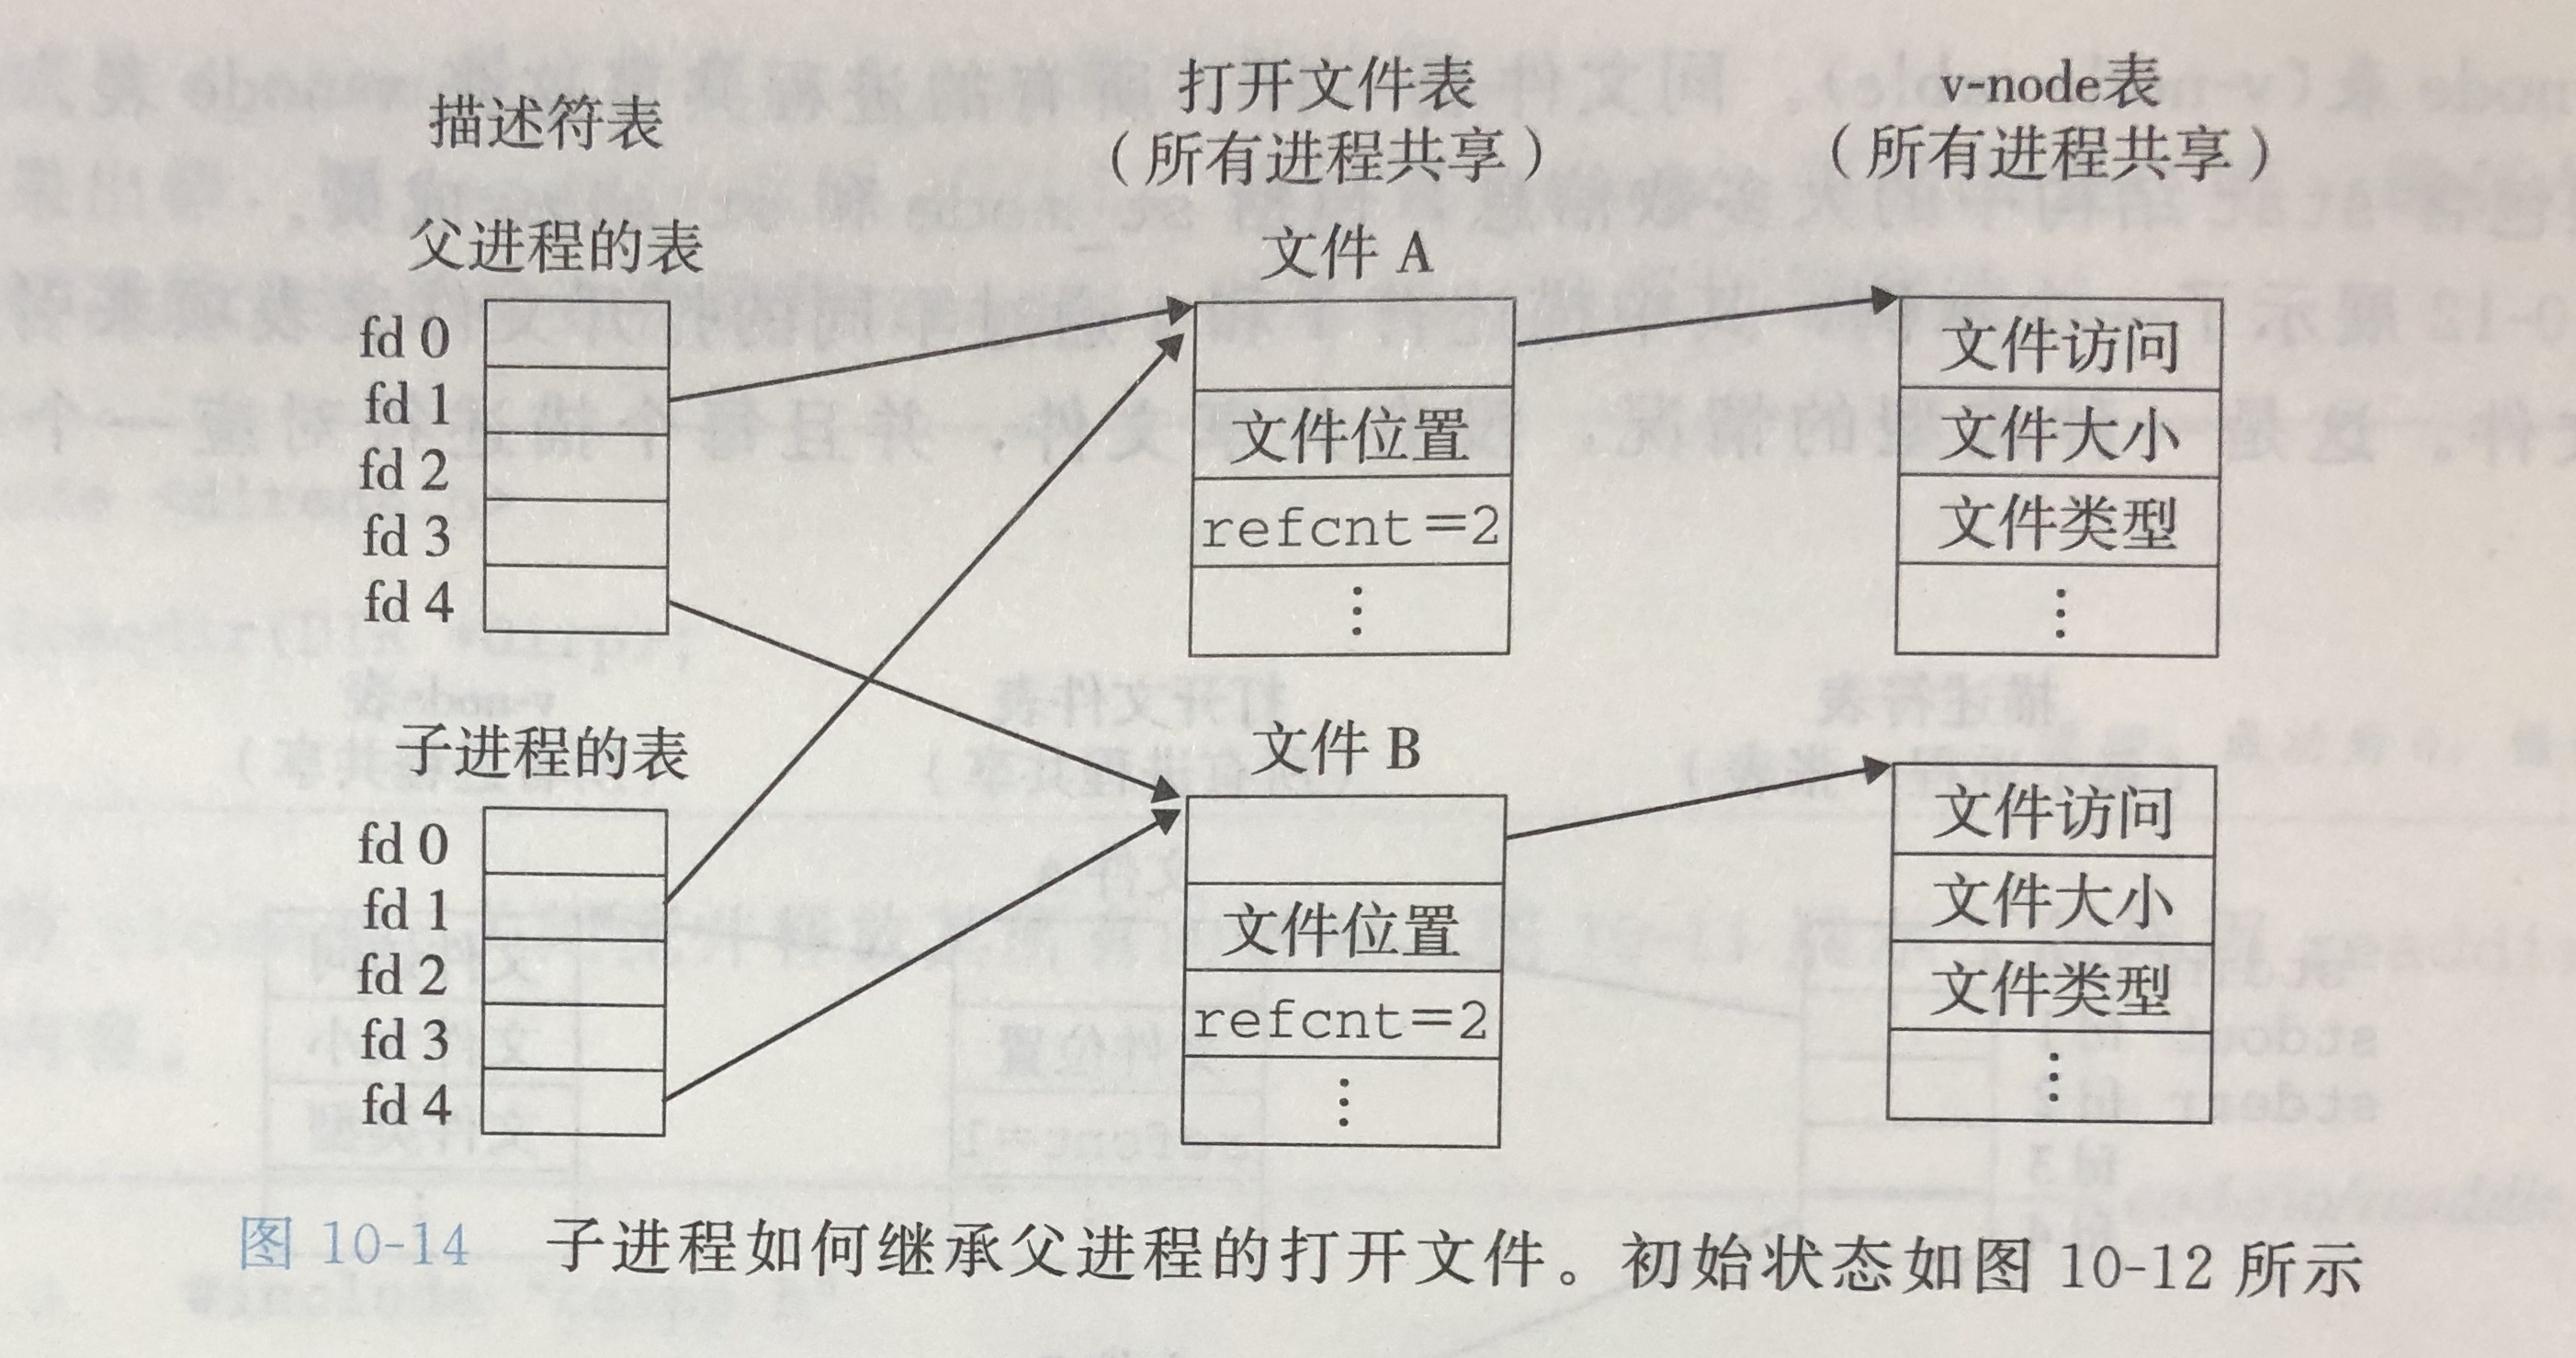 描述符表
打开文件表
（所有进程共享）
v-node表
（所有进程共享）
父进程的表
fd 0
fd 1
fd 2
fd 3
fd 4
文件 A
文件位置
refcnt=2
⋮
文件访问
文件大小
文件类型
⋮
子进程的表
fd 0
fd 1
fd 2
fd 3
fd 4
文件 B
文件位置
refcnt=2
⋮
文件访问
文件大小
文件类型
⋮
图 10-14 子进程如何继承父进程的打开文件。初始状态如图 10-12 所示